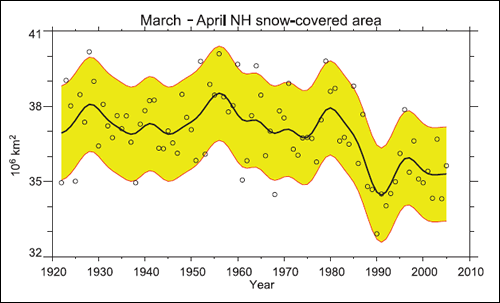 March – April NH snow-covered area
41
38
35
32
10⁶ km²
1920 1930 1940 1950 1960 1970 1980 1990 2000 2010
Year